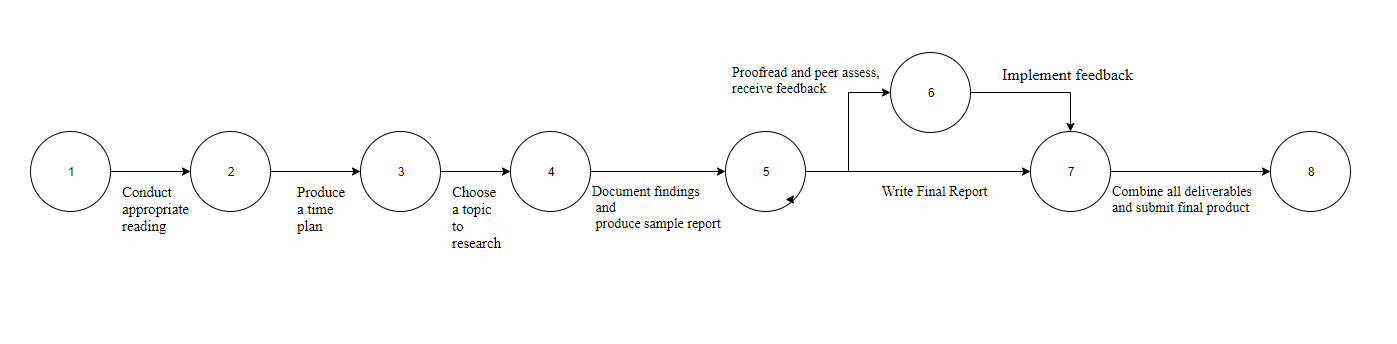 Proofread and peer assess,
receive feedback
6
Implement feedback
1
Conduct
appropriate
reading
2
Produce
a time
plan
3
Choose
a topic
to
research
4
Document findings
and
produce sample report
5
Write Final Report
7
Combine all deliverables
and submit final product
8